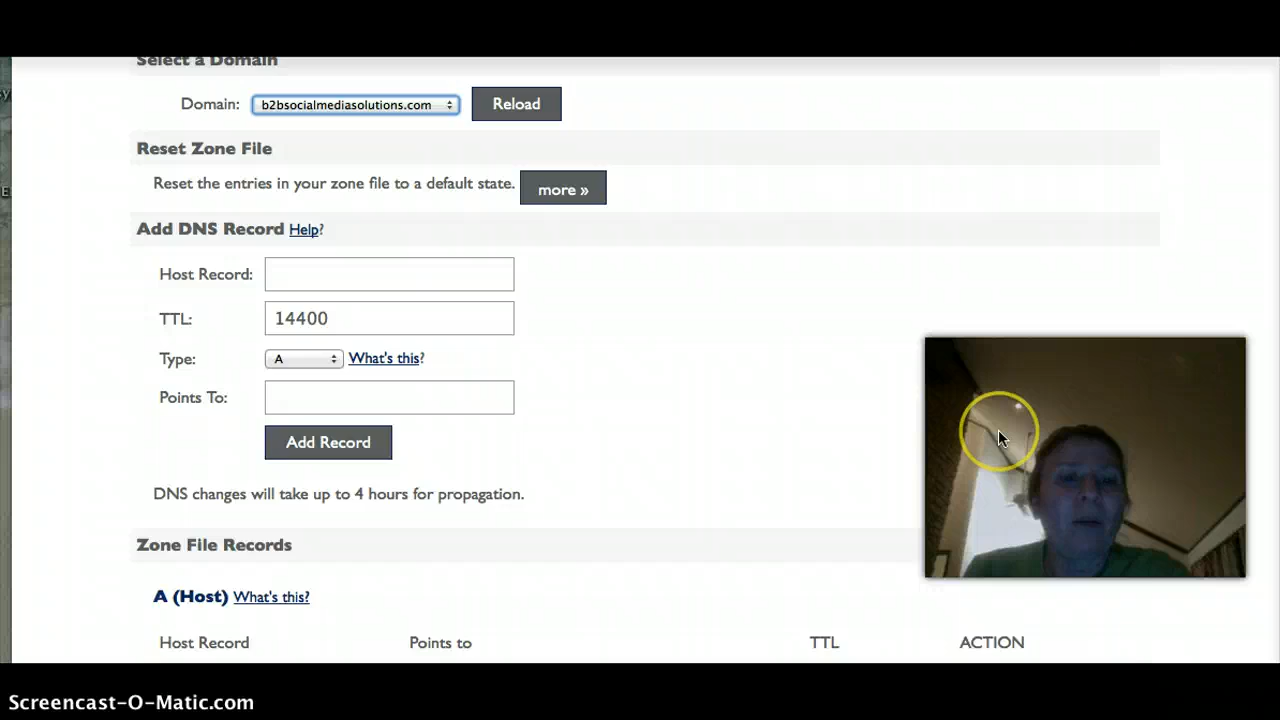 Select a Domain
Domain: b2bsocialmediasolutions.com Reload
Reset Zone File
Reset the entries in your zone file to a default state. more »
Add DNS Record Help?
Host Record:
TTL: 14400
Type: A What's this?
Points To:
Add Record
DNS changes will take up to 4 hours for propagation.
Zone File Records
A (Host) What's this?
Host Record Points to TTL ACTION
Screencast-O-Matic.com